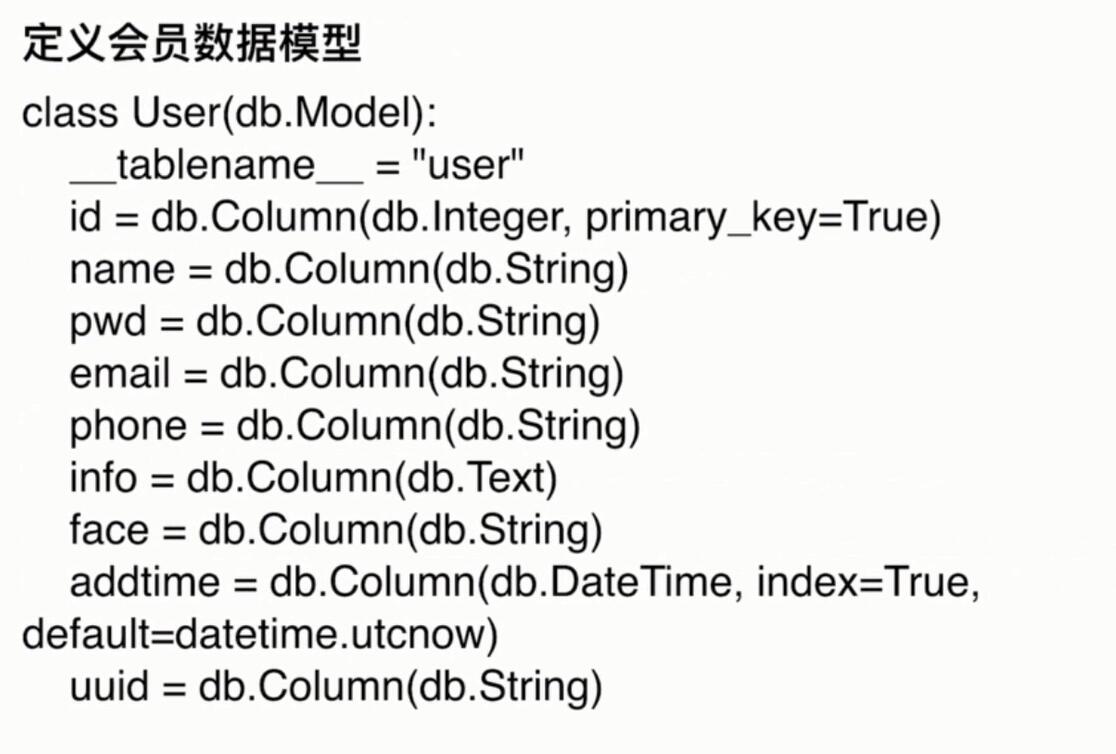 定义会员数据模型
class User(db.Model):
    __tablename__ = "user"
    id = db.Column(db.Integer, primary_key=True)
    name = db.Column(db.String)
    pwd = db.Column(db.String)
    email = db.Column(db.String)
    phone = db.Column(db.String)
    info = db.Column(db.Text)
    face = db.Column(db.String)
    addtime = db.Column(db.DateTime, index=True,
default=datetime.utcnow)
    uuid = db.Column(db.String)